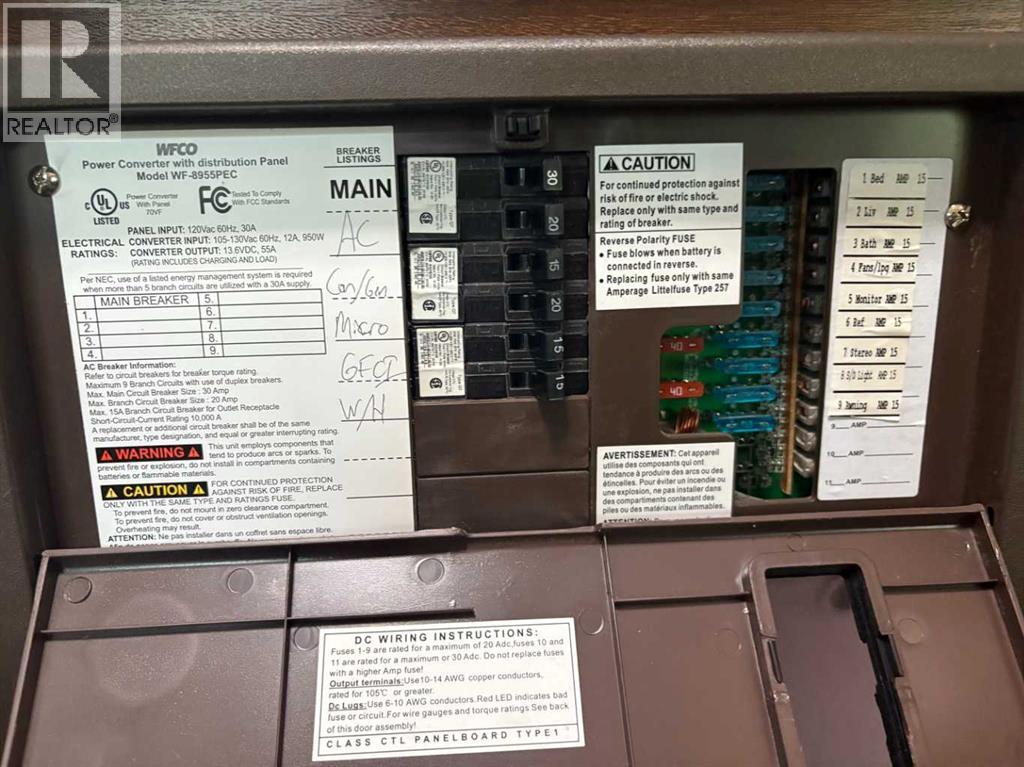 REALTOR®
WFCO
Power Converter with distribution Panel
Model WF-8955PEC
C UL US
LISTED
Power Converter
With Panel
70VF
FC
Tested To Comply
With FCC Standards
PANEL INPUT: 120Vac 60Hz, 30A
ELECTRICAL RATINGS:
CONVERTER INPUT: 105-130Vac 60Hz, 12A, 950W
CONVERTER OUTPUT: 13.6VDC, 55A
(RATING INCLUDES CHARGING AND LOAD)
Per NEC, use of a listed energy management system is required
when more than 5 branch circuits are utilized with a 30A supply.
MAIN BREAKER 5.
1. 6.
2. 7.
3. 8.
4. 9.
AC Breaker Information:
Refer to circuit breakers for breaker torque rating.
Maximum 9 Branch Circuits with use of duplex breakers.
Max. Main Circuit Breaker Size : 30 Amp
Max. Branch Circuit Breaker Size : 20 Amp
Max. 15A Branch Circuit Breaker for Outlet Receptacle
Short-Circuit-Current Rating 10,000 A
A replacement or additional circuit breaker shall be of the same
manufacturer, type designation, and equal or greater interrupting rating.
WARNING This unit employs components that
tend to produce arcs or sparks. To
prevent fire or explosion, do not install in compartments containing
batteries or flammable materials.
CAUTION FOR CONTINUED PROTECTION
AGAINST RISK OF FIRE, REPLACE
ONLY WITH THE SAME TYPE AND RATINGS FUSE.
To prevent fire, do not mount in zero clearance compartment.
To prevent fire, do not cover or obstruct ventilation openings.
Overheating may result.
ATTENTION: Ne pas installer dans un coffret sans espace libre.
BREAKER
LISTINGS
MAIN
AC
Con/Gen
Micro
GFCI
W/H
30
20
15
20
15
15
CAUTION
For continued protection against
risk of fire or electric shock.
Replace only with same type and
rating of breaker.
Reverse Polarity FUSE
• Fuse blows when battery is
connected in reverse.
• Replacing fuse only with same
Amperage Littelfuse Type 257
40
40
AVERTISSEMENT: Cet appareil
utilise des composants qui ont
tendance à produire des arcs ou des
étincelles. Pour éviter un incendie ou
une explosion, ne pas installer dans
des compartiments contenant des
piles ou des matériaux inflammables.
1 Bed AMP 15
2 Liv AMP 15
3 Bath AMP 15
4 Fans/lpg AMP 15
5 Monitor AMP 15
6 Ref AMP 15
7 Stereo AMP 15
8 S/D Light AMP 15
9 Awning AMP 15
9 AMP
10 AMP
11 AMP
DC WIRING INSTRUCTIONS:
Fuses 1-9 are rated for a maximum of 20 Adc,fuses 10 and
11 are rated for a maximum or 30 Adc. Do not replace fuses
with a higher Amp fuse!
Output terminals:Use10-14 AWG copper conductors,
rated for 105℃ or greater.
Dc Lugs:Use 6-10 AWG conductors.Red LED indicates bad
fuse or circuit.For wire gauges and torque ratings See back
of this door assembly!
CLASS CTL PANELBOARD TYPE1